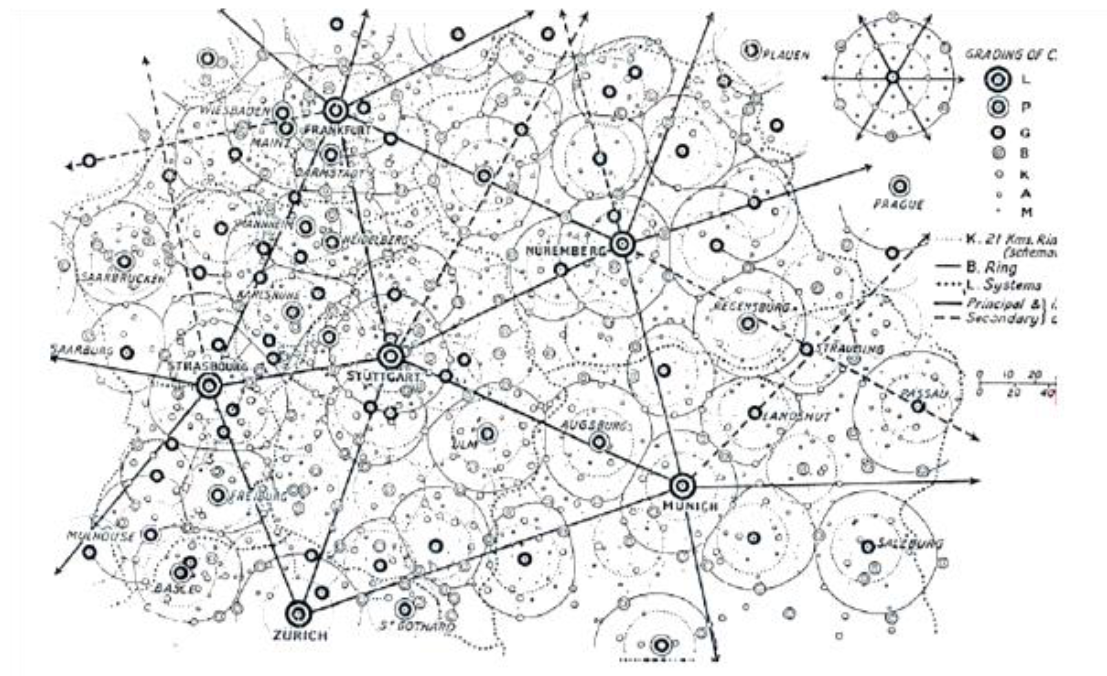 PLAUEN
GRADING OF C.
L
P
G
B
K
A
M
WIESBADEN
FRANKFURT
MAINZ
DARMSTADT
PRAGUE
MANNHEIM
HEIDELBERG
NUREMBERG
K. 21 Kms. Rin
(schema
B. Ring
L. Systems
Principal &
Secondary
SAARBRUCKEN
KARLSRUHE
REGENSBURG
SAARBURG
STRASBOURG
STUTTGART
STRAUBING
0 10 20
0 20 40
PASSAU
LANDSHUT
ULM
AUGSBURG
FREIBURG
MUNICH
MULHOUSE
SALZBURG
BASLE
ZURICH
ST GOTHARD